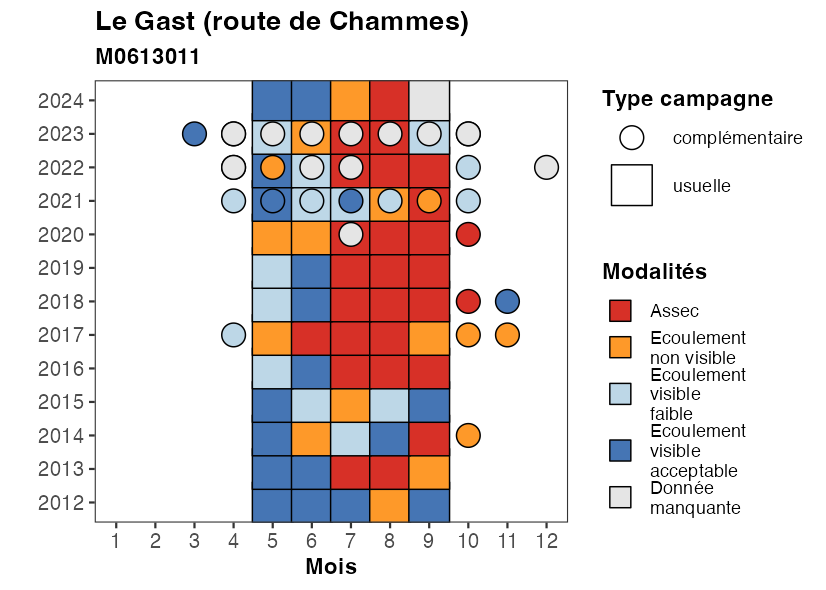 Le Gast (route de Chammes)
M0613011
2024
2023
2022
2021
2020
2019
2018
2017
2016
2015
2014
2013
2012
1 2 3 4 5 6 7 8 9 10 11 12
Mois
Type campagne
complémentaire
usuelle
Modalités
Assec
Ecoulement
non visible
Ecoulement
visible
faible
Ecoulement
visible
acceptable
Donnée
manquante